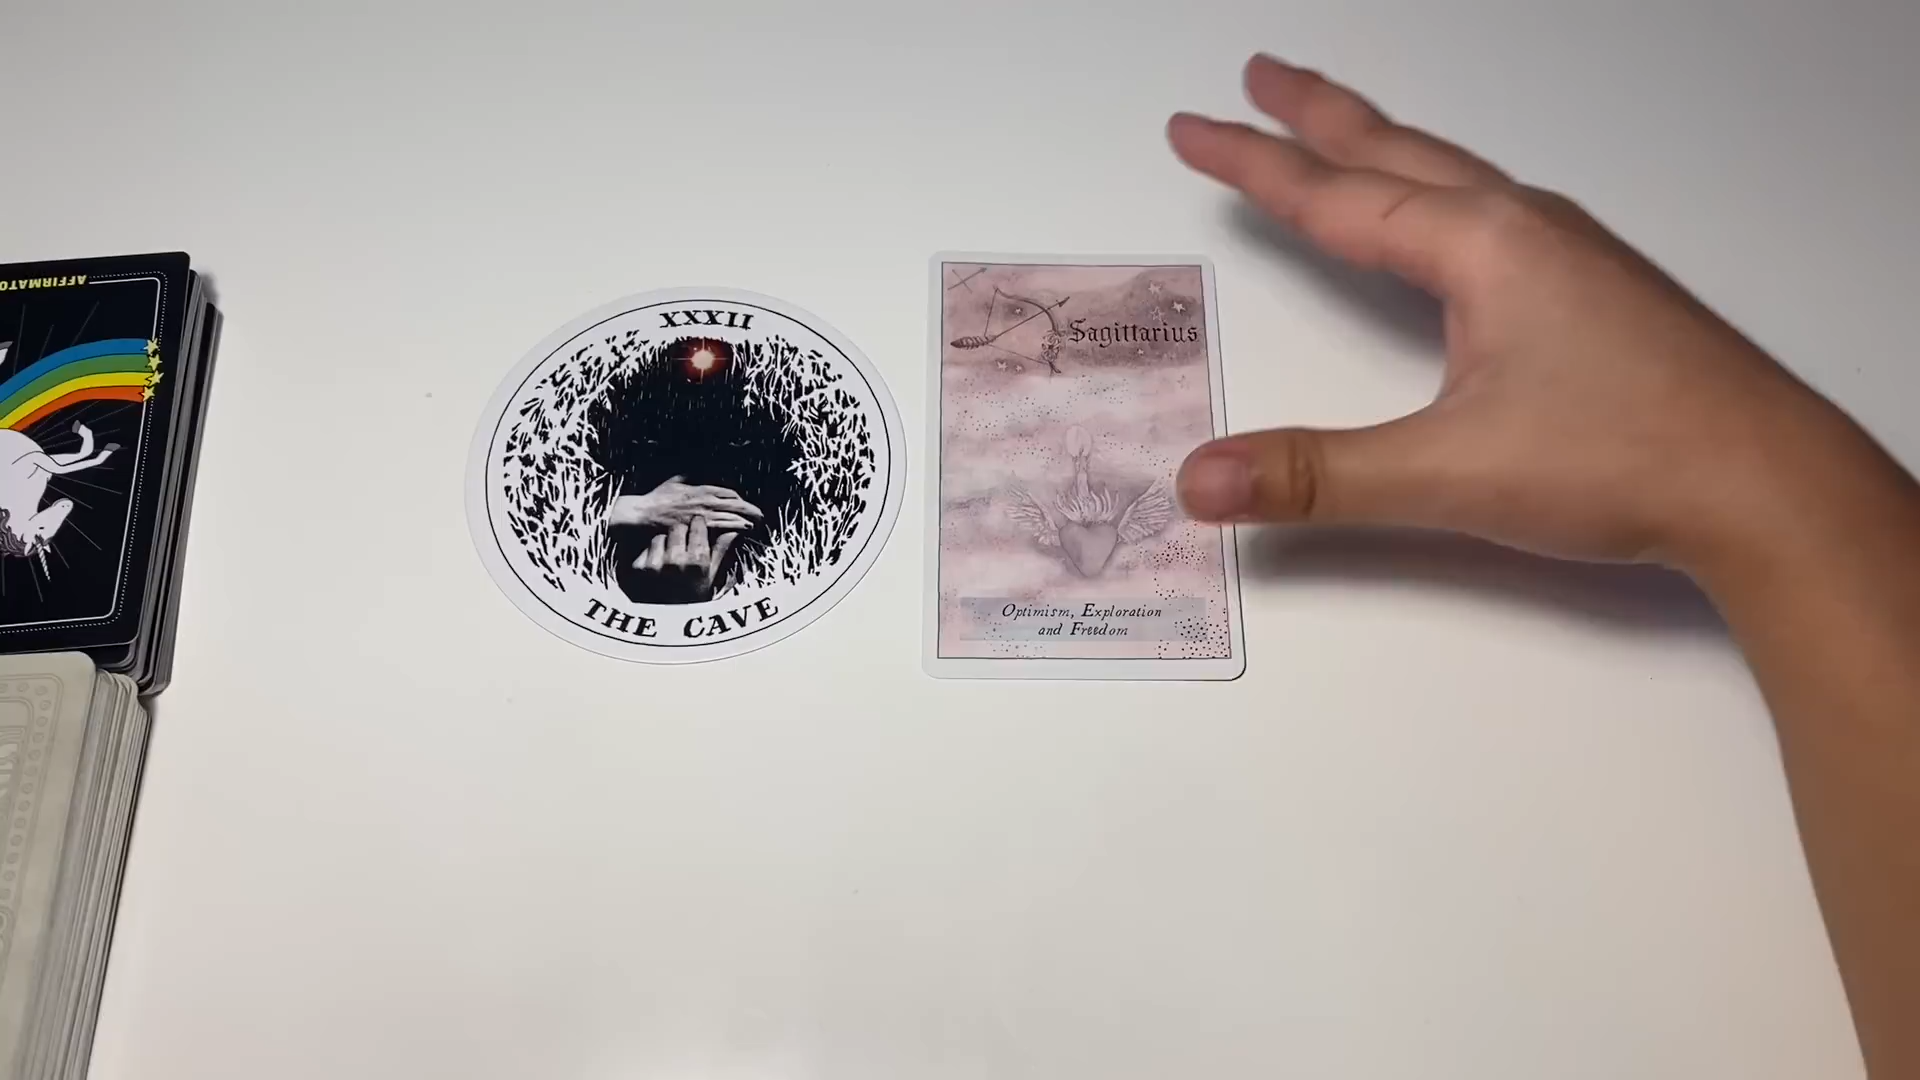 AFFIRMATO
XXXII
THE CAVE
Sagittarius
Optimism, Exploration
and Freedom